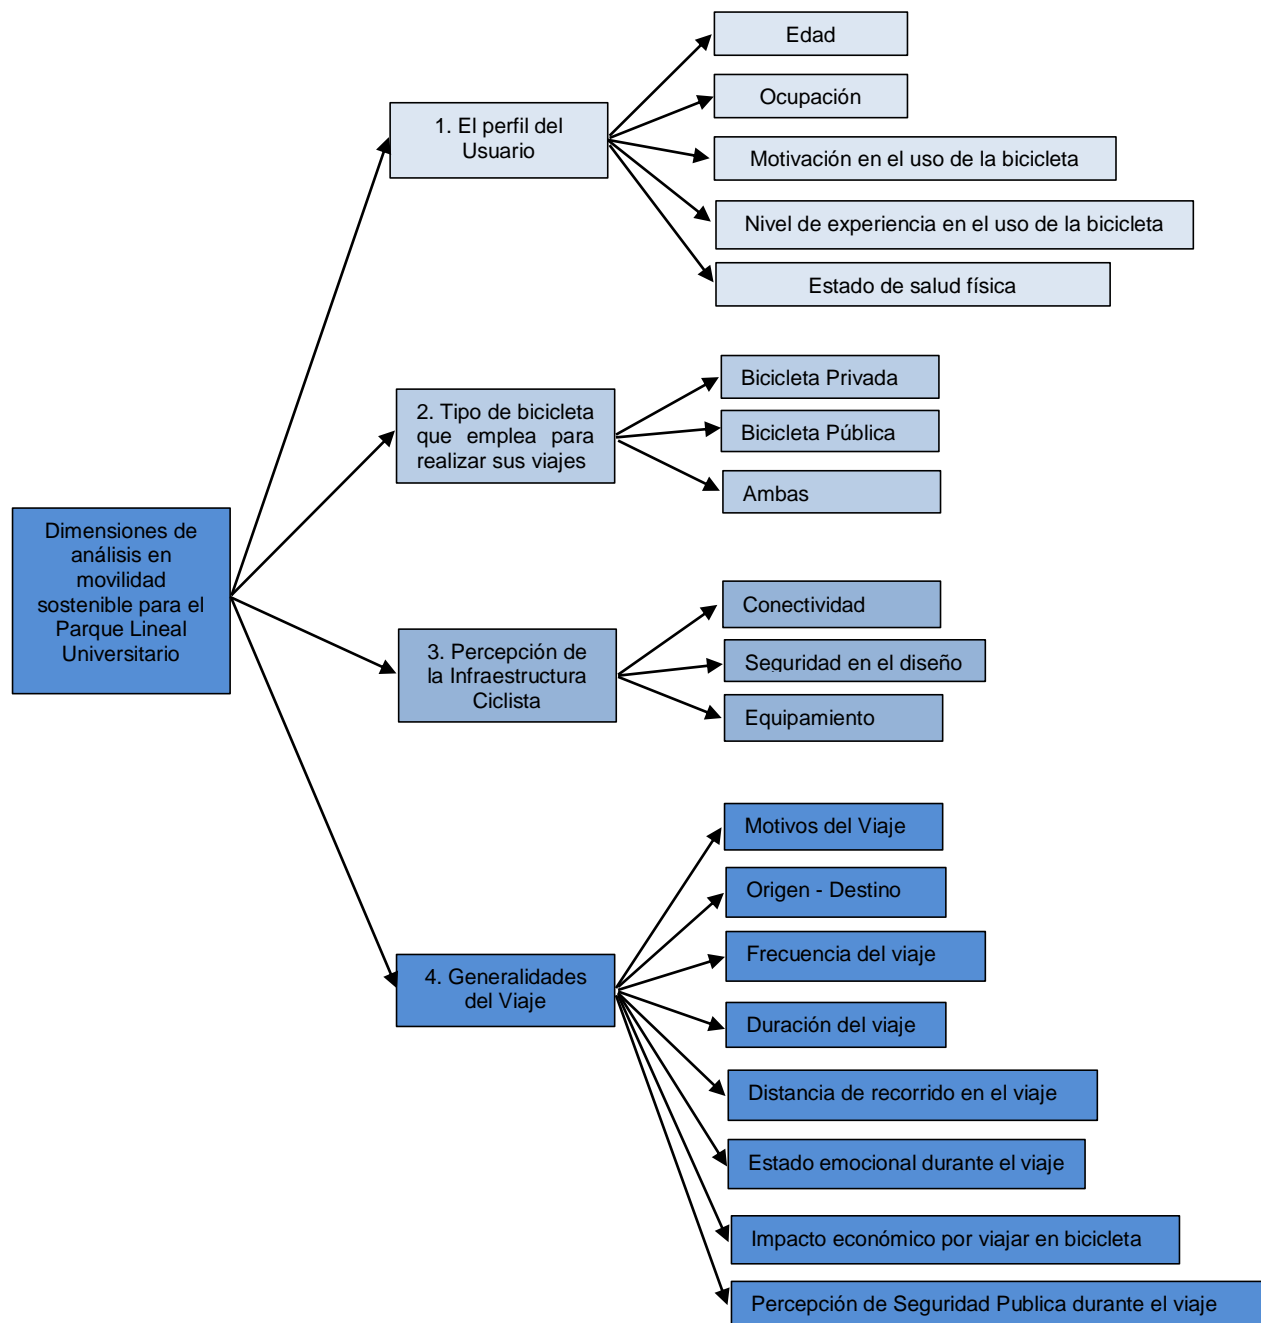 Dimensiones de
análisis en
movilidad
sostenible para el
Parque Lineal
Universitario
1. El perfil del
Usuario
Edad
Ocupación
Motivación en el uso de la bicicleta
Nivel de experiencia en el uso de la bicicleta
Estado de salud física
2. Tipo de bicicleta
que emplea para
realizar sus viajes
Bicicleta Privada
Bicicleta Pública
Ambas
3. Percepción de
la Infraestructura
Ciclista
Conectividad
Seguridad en el diseño
Equipamiento
4. Generalidades
del Viaje
Motivos del Viaje
Origen - Destino
Frecuencia del viaje
Duración del viaje
Distancia de recorrido en el viaje
Estado emocional durante el viaje
Impacto económico por viajar en bicicleta
Percepción de Seguridad Publica durante el viaje